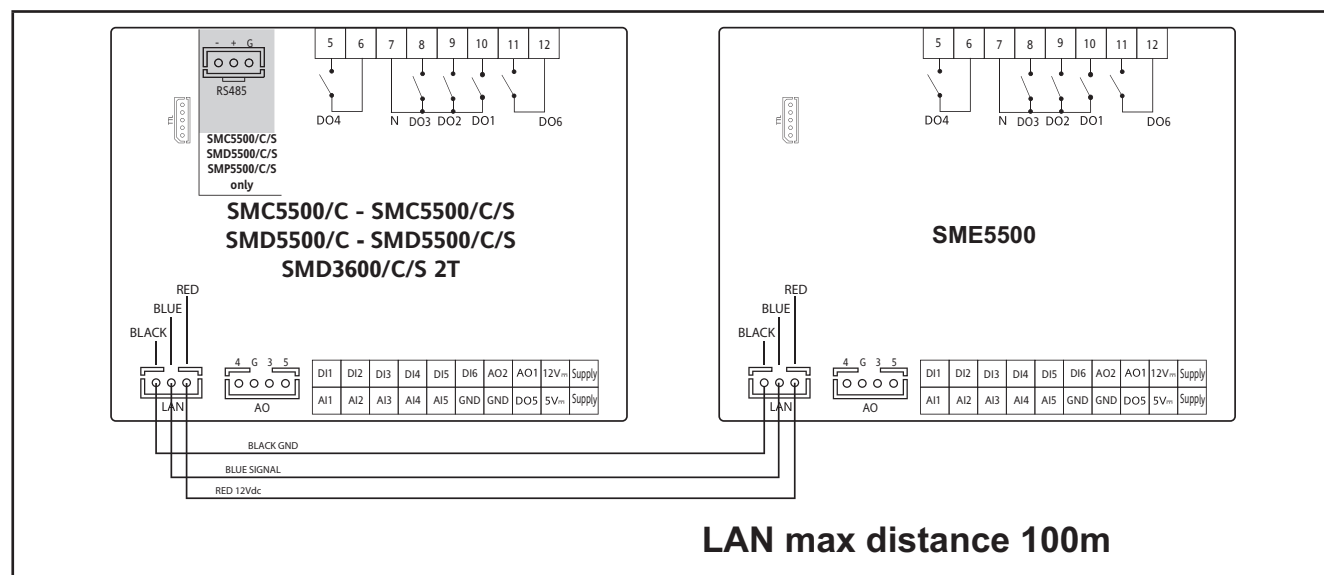 - + G
RS485
TTL
SMC5500/C/S
SMD5500/C/S
SMP5500/C/S
only
5 6 7 8 9 10 11 12
DO4 N DO3 DO2 DO1 DO6
SMC5500/C - SMC5500/C/S
SMD5500/C - SMD5500/C/S
SMD3600/C/S 2T
RED
BLUE
BLACK
LAN
4 G 3 5
AO
DI1 DI2 DI3 DI4 DI5 DI6 AO2 AO1 12V Supply
AI1 AI2 AI3 AI4 AI5 GND GND DO5 5V Supply
5 6 7 8 9 10 11 12
DO4 N DO3 DO2 DO1 DO6
TTL
SME5500
RED
BLUE
BLACK
LAN
4 G 3 5
AO
DI1 DI2 DI3 DI4 DI5 DI6 AO2 AO1 12V Supply
AI1 AI2 AI3 AI4 AI5 GND GND DO5 5V Supply
BLACK GND
BLUE SIGNAL
RED 12Vdc
LAN max distance 100m